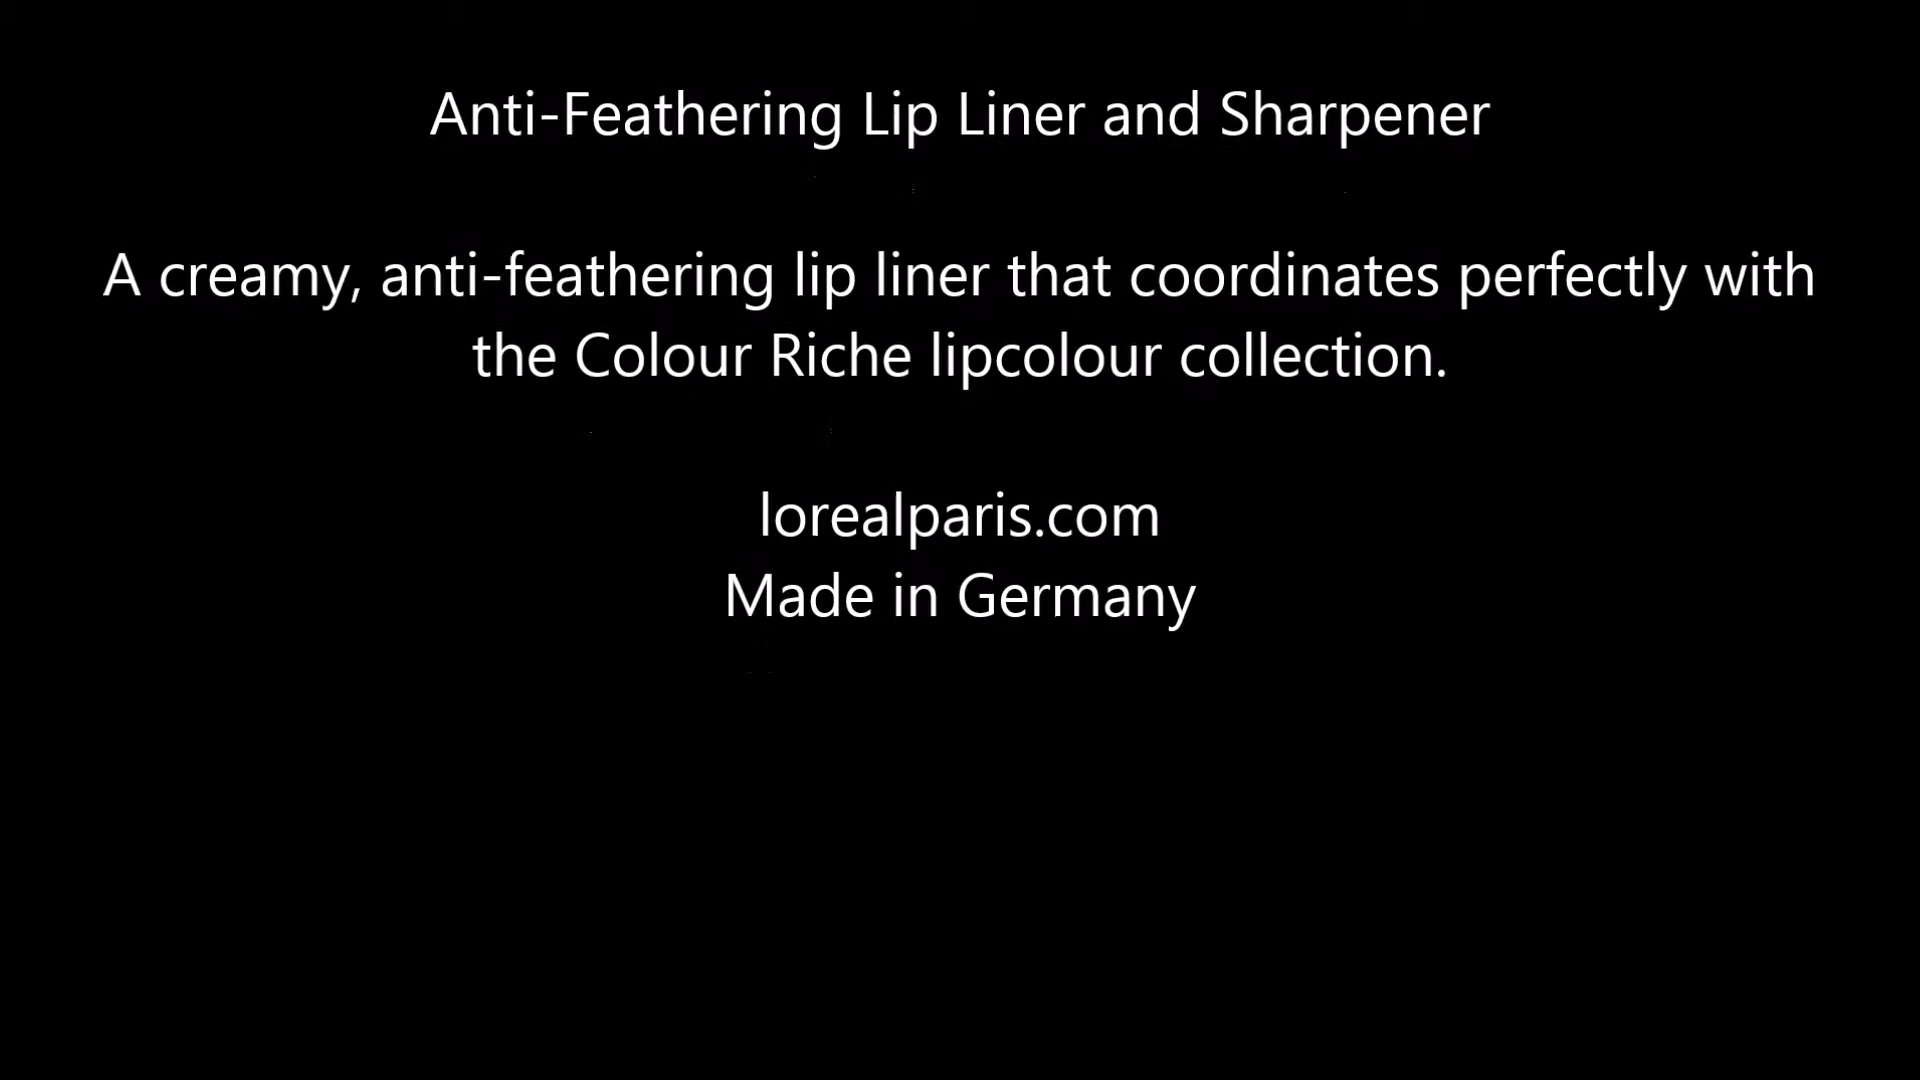 Anti-Feathering Lip Liner and Sharpener
A creamy, anti-feathering lip liner that coordinates perfectly with
the Colour Riche lipcolour collection.
lorealparis.com
Made in Germany